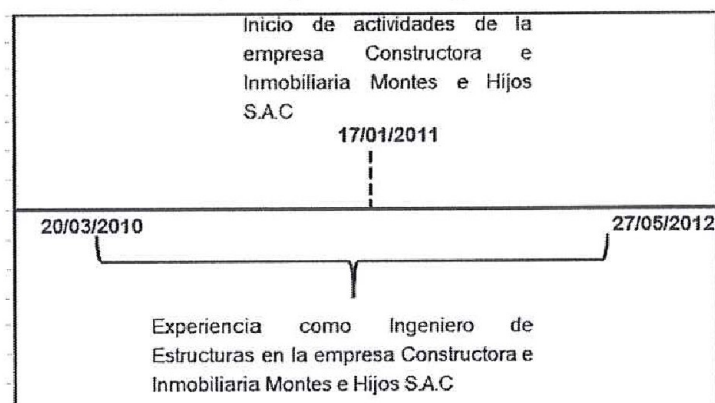 Inicio de actividades de la
empresa Constructora e
Inmobiliaria Montes e Hijos
S.A.C
17/01/2011
20/03/2010
27/05/2012
Experiencia como Ingeniero de
Estructuras en la empresa Constructora e
Inmobiliaria Montes e Hijos S.A.C